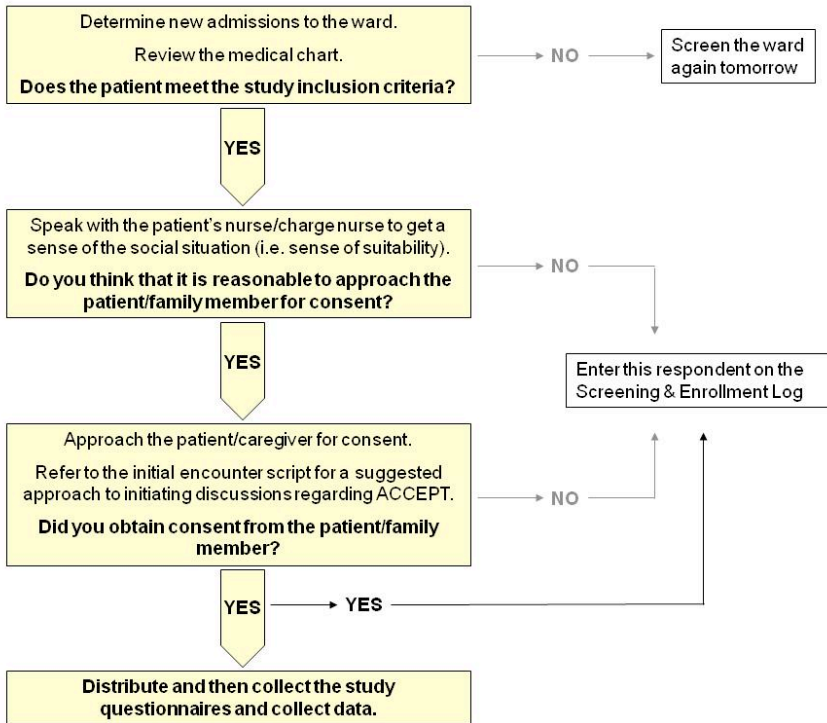 Determine new admissions to the ward.
Review the medical chart.
Does the patient meet the study inclusion criteria?
NO
Screen the ward
again tomorrow
YES
Speak with the patient's nurse/charge nurse to get a
sense of the social situation (i.e. sense of suitability).
Do you think that it is reasonable to approach the
patient/family member for consent?
NO
YES
Enter this respondent on the
Screening & Enrollment Log
Approach the patient/caregiver for consent.
Refer to the initial encounter script for a suggested
approach to initiating discussions regarding ACCEPT.
Did you obtain consent from the patient/family
member?
NO
YES
YES
Distribute and then collect the study
questionnaires and collect data.